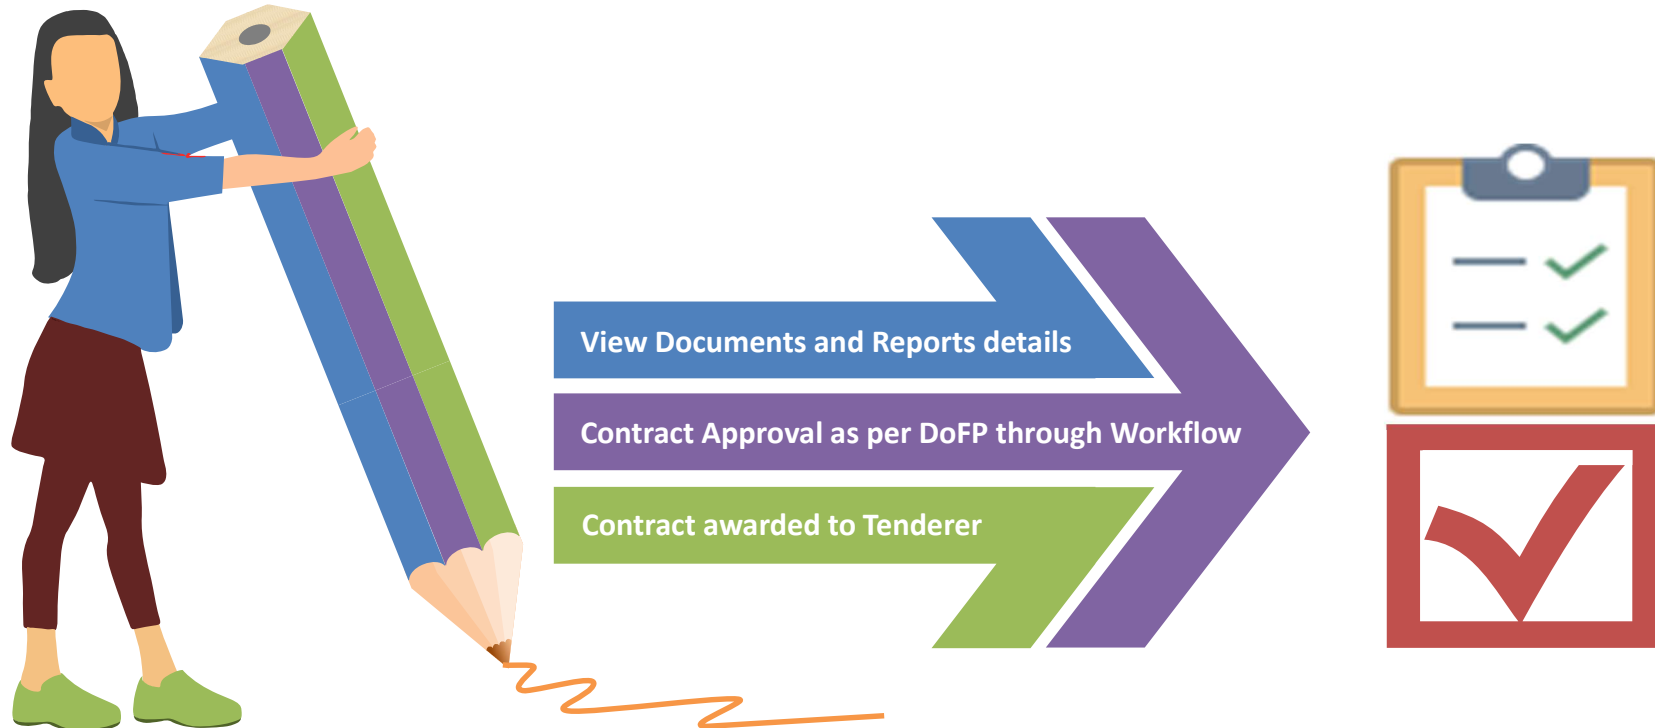 View Documents and Reports details
Contract Approval as per DoFP through Workflow
Contract awarded to Tenderer